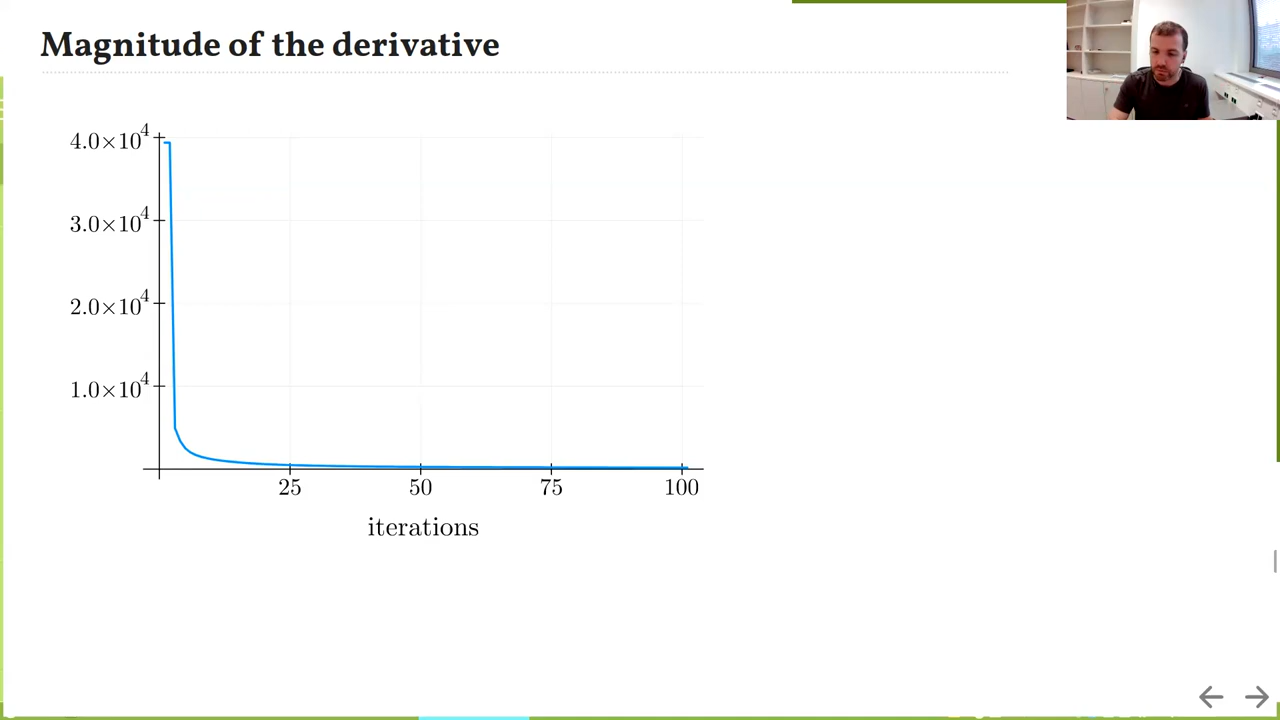 Magnitude of the derivative
4.0×10⁴
3.0×10⁴
2.0×10⁴
1.0×10⁴
25 50 75 100
iterations